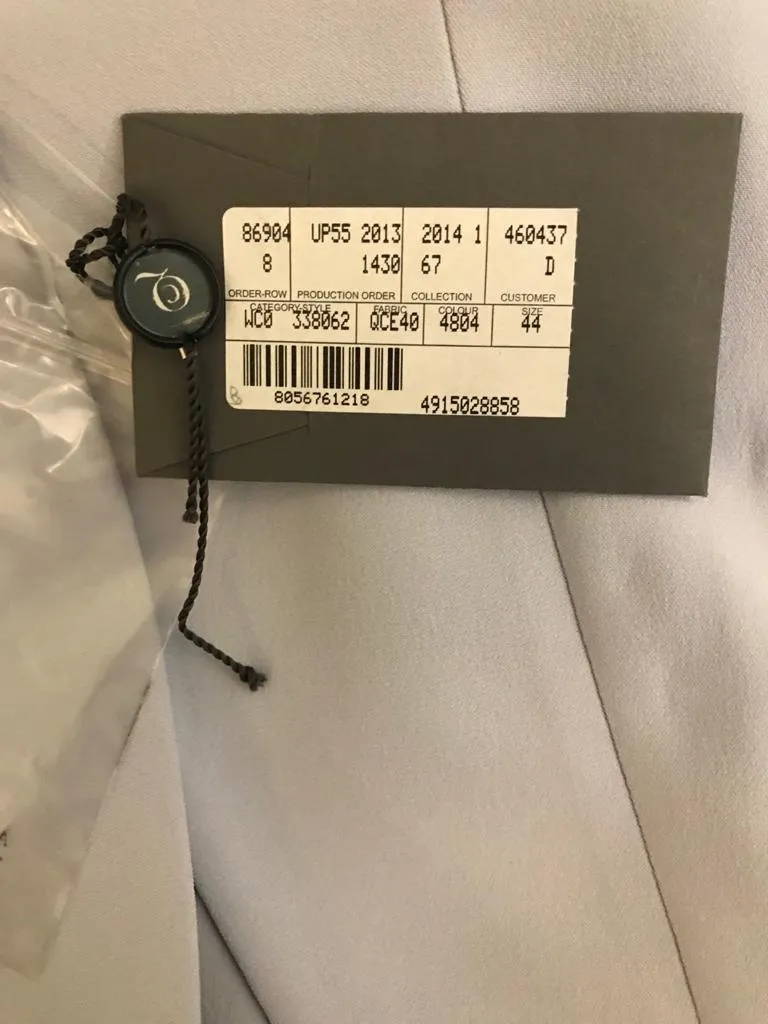 86904 UP55 2013 2014 1 460437
8 1430 67 D
ORDER-ROW PRODUCTION ORDER COLLECTION CUSTOMER
CATEGORY-STYLE FABRIC COLOUR SIZE
WC0 338062 QCE40 4804 44
8056761218 4915028858